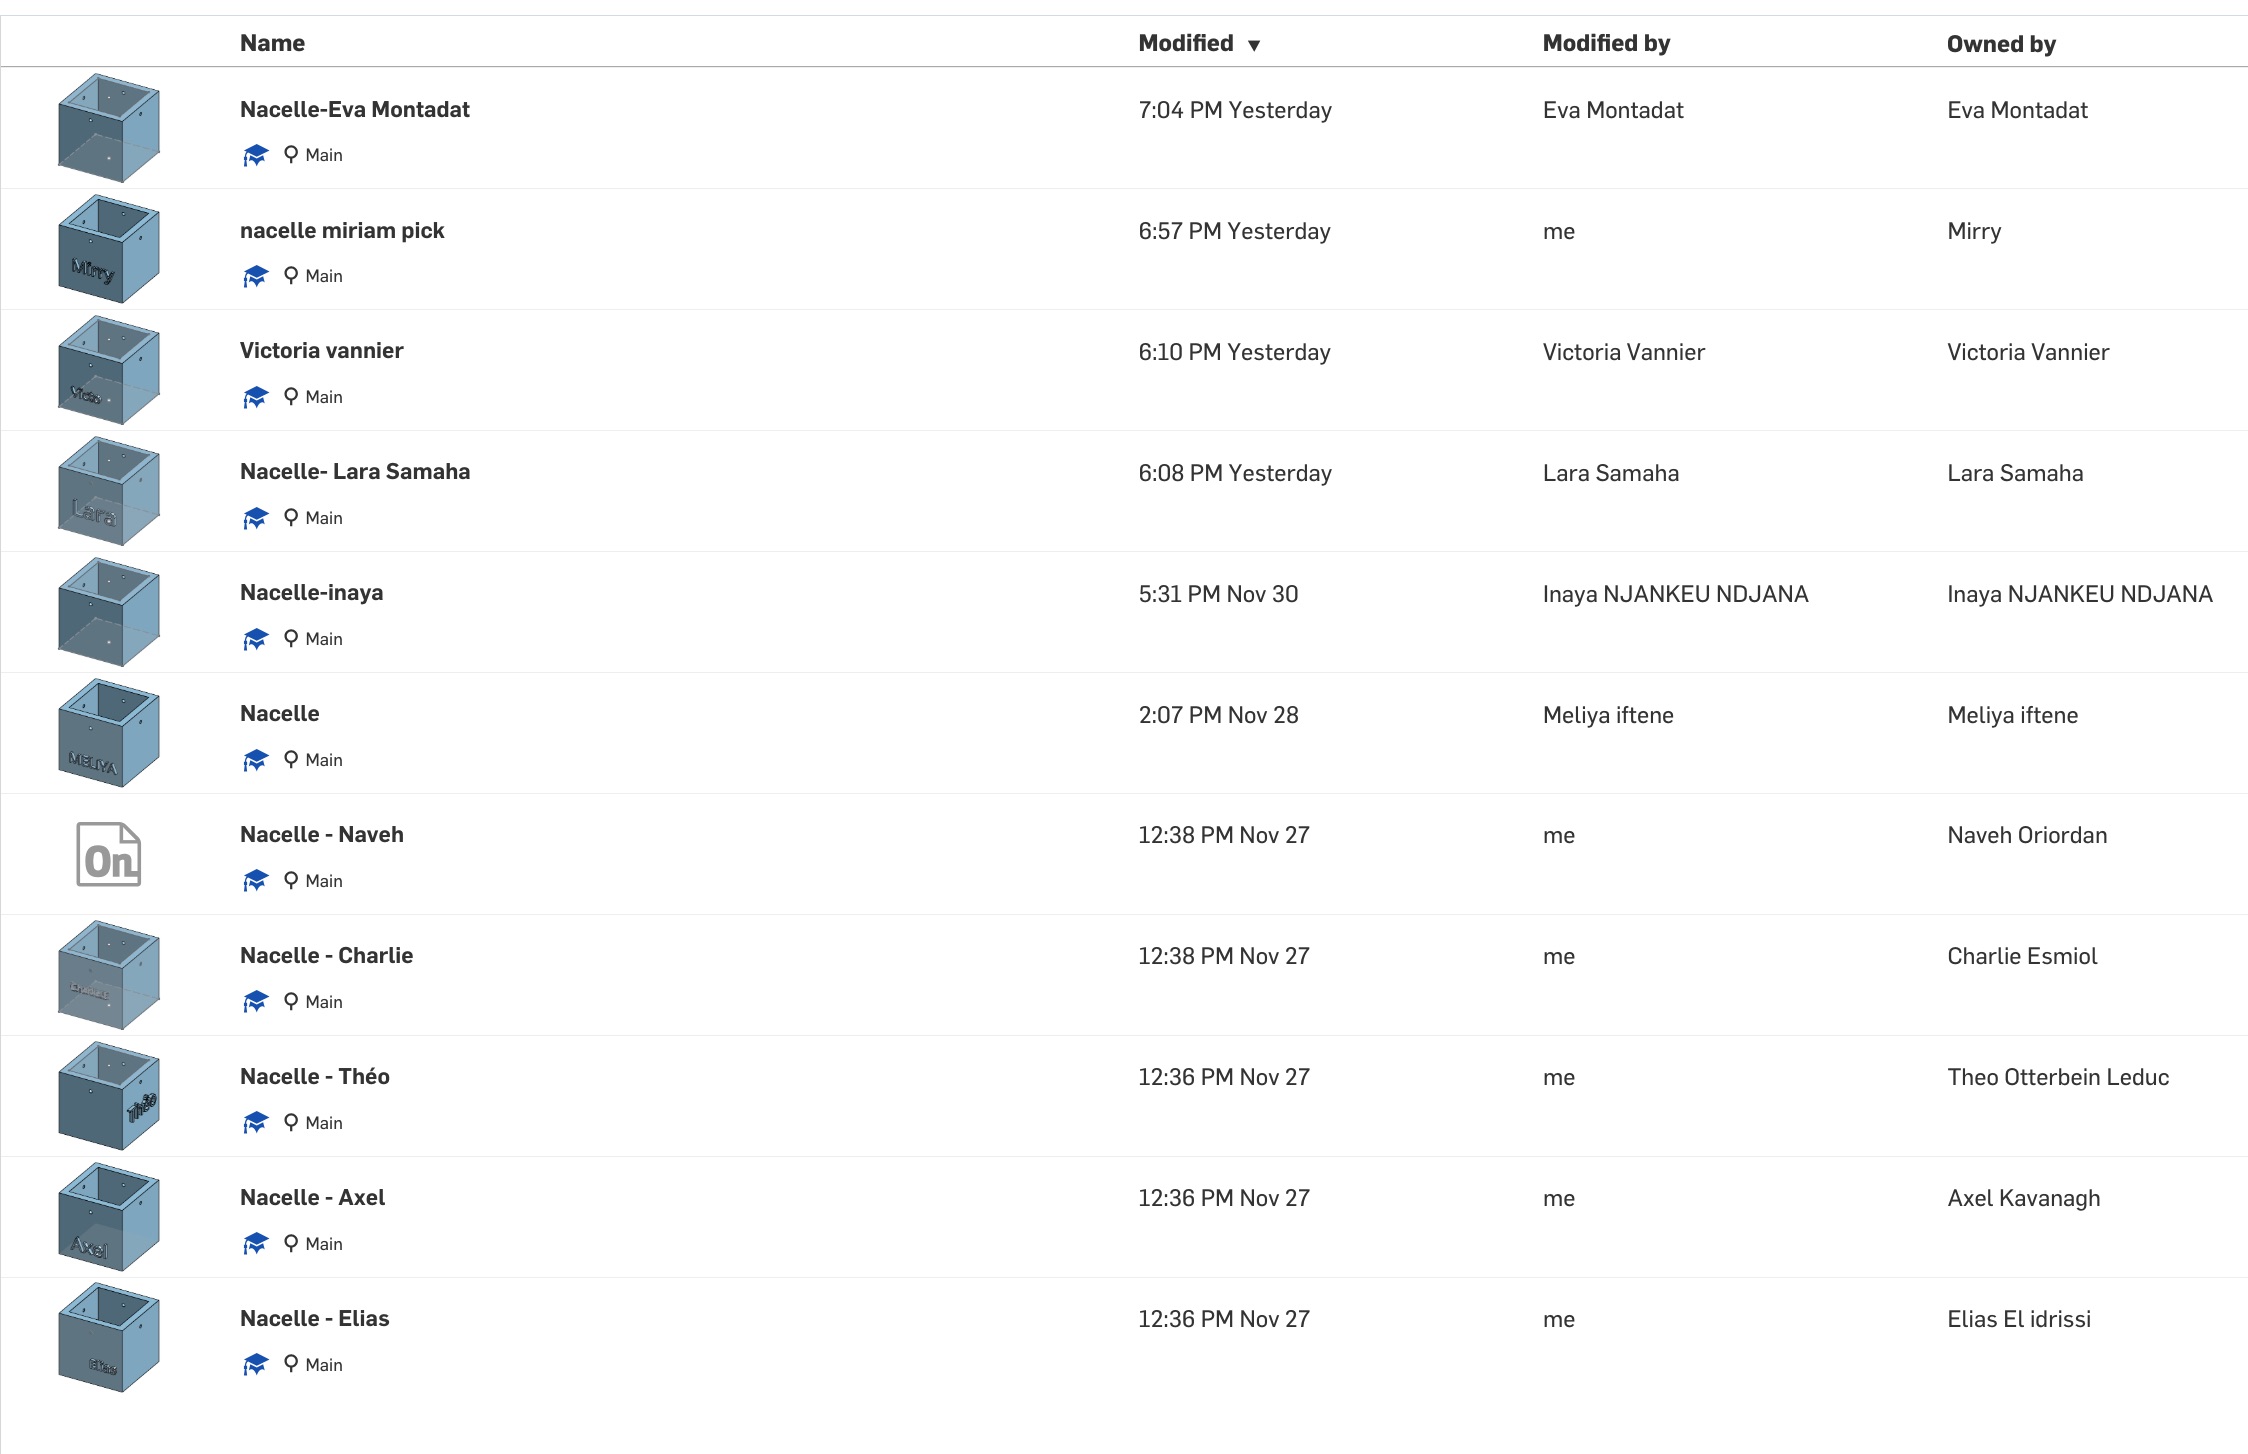 Name Modified ▼ Modified by Owned by
Nacelle-Eva Montadat 7:04 PM Yesterday Eva Montadat Eva Montadat
Main
Mirry
nacelle miriam pick 6:57 PM Yesterday me Mirry
Main
Victo
Victoria vannier 6:10 PM Yesterday Victoria Vannier Victoria Vannier
Main
Lara
Nacelle- Lara Samaha 6:08 PM Yesterday Lara Samaha Lara Samaha
Main
Nacelle-inaya 5:31 PM Nov 30 Inaya NJANKEU NDJANA Inaya NJANKEU NDJANA
Main
MELIYA
Nacelle 2:07 PM Nov 28 Meliya iftene Meliya iftene
Main
On
Nacelle - Naveh 12:38 PM Nov 27 me Naveh Oriordan
Main
Nacelle - Charlie 12:38 PM Nov 27 me Charlie Esmiol
Main
Théo
Nacelle - Théo 12:36 PM Nov 27 me Theo Otterbein Leduc
Main
Axel
Nacelle - Axel 12:36 PM Nov 27 me Axel Kavanagh
Main
Elias
Nacelle - Elias 12:36 PM Nov 27 me Elias El idrissi
Main